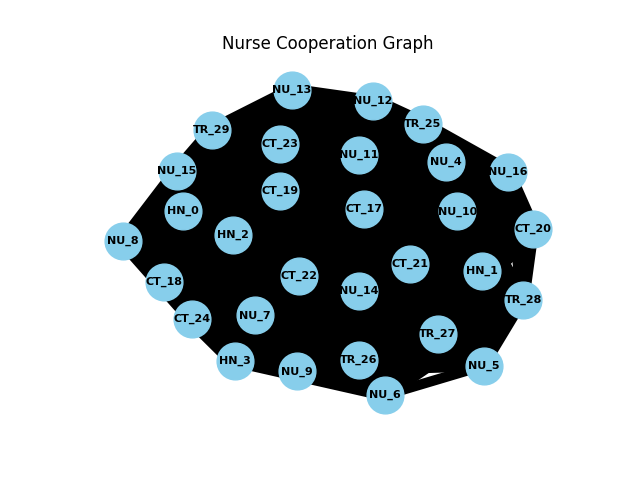 Nurse Cooperation Graph
NU_13
NU_12
TR_25
TR_29
CT_23
NU_11
NU_4
NU_15
NU_16
CT_19
HN_0
CT_17
NU_10
HN_2
CT_20
NU_8
CT_21
HN_1
CT_22
CT_18
NU_14
TR_28
NU_7
CT_24
TR_27
HN_3
TR_26
NU_5
NU_9
NU_6